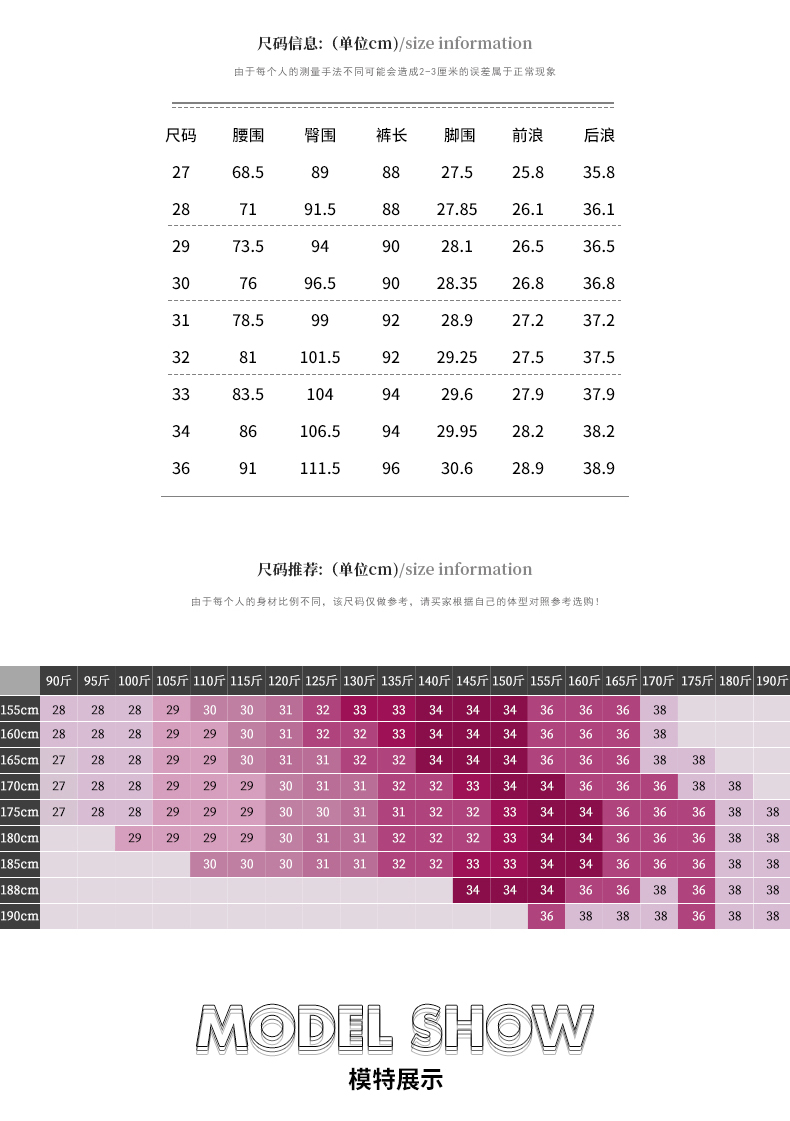 尺码信息:（单位cm)/size information
由于每个人的测量手法不同可能会造成2-3厘米的误差属于正常现象
尺码 腰围 臀围 裤长 脚围 前浪 后浪
27 68.5 89 88 27.5 25.8 35.8
28 71 91.5 88 27.85 26.1 36.1
29 73.5 94 90 28.1 26.5 36.5
30 76 96.5 90 28.35 26.8 36.8
31 78.5 99 92 28.9 27.2 37.2
32 81 101.5 92 29.25 27.5 37.5
33 83.5 104 94 29.6 27.9 37.9
34 86 106.5 94 29.95 28.2 38.2
36 91 111.5 96 30.6 28.9 38.9
尺码推荐:（单位cm)/size information
由于每个人的身材比例不同，该尺码仅做参考，请买家根据自己的体型对照参考选购！
90斤 95斤 100斤 105斤 110斤 115斤 120斤 125斤 130斤 135斤 140斤 145斤 150斤 155斤 160斤 165斤 170斤 175斤 180斤 190斤
155cm 28 28 28 29 30 30 31 32 33 33 34 34 34 36 36 36 38
160cm 28 28 28 29 29 30 31 32 32 33 34 34 34 36 36 36 38
165cm 27 28 28 29 29 30 31 31 32 32 34 34 34 36 36 36 38 38
170cm 27 28 28 29 29 29 30 31 31 32 32 33 34 34 36 36 36 38 38
175cm 27 28 28 29 29 29 30 30 31 31 32 32 33 34 34 36 36 36 38 38
180cm 29 29 29 29 30 31 31 32 32 32 33 34 34 36 36 36 38 38
185cm 30 30 30 31 31 32 32 33 33 34 34 36 36 36 38 38
188cm 34 34 34 36 36 38 36 38 38
190cm 36 38 38 38 36 38 38
MODEL SHOW
模特展示